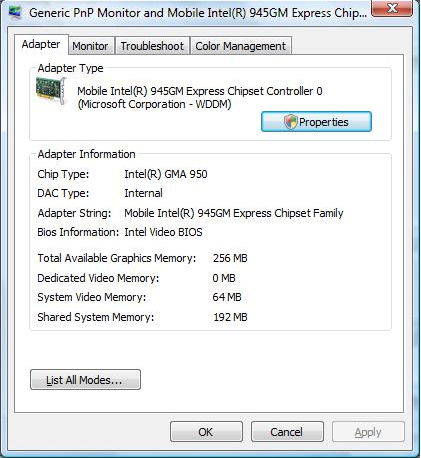 Generic PnP Monitor and Mobile Intel(R) 945GM Express Chip...
Adapter Monitor Troubleshoot Color Management
Adapter Type
Mobile Intel(R) 945GM Express Chipset Controller 0
(Microsoft Corporation - WDDM)
Properties
Adapter Information
Chip Type: Intel(R) GMA 950
DAC Type: Internal
Adapter String: Mobile Intel(R) 945GM Express Chipset Family
Bios Information: Intel Video BIOS
Total Available Graphics Memory: 256 MB
Dedicated Video Memory: 0 MB
System Video Memory: 64 MB
Shared System Memory: 192 MB
List All Modes...
OK Cancel Apply